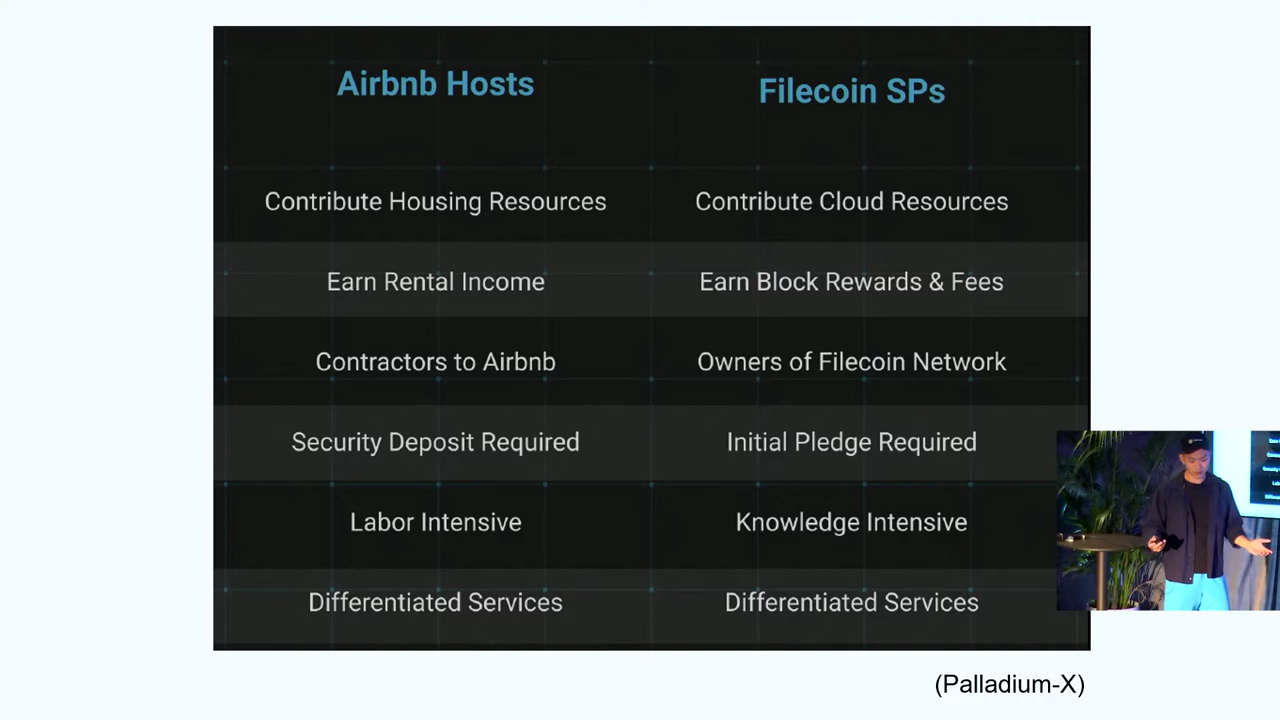 Airbnb Hosts
Filecoin SPs
Contribute Housing Resources
Contribute Cloud Resources
Earn Rental Income
Earn Block Rewards & Fees
Contractors to Airbnb
Owners of Filecoin Network
Security Deposit Required
Initial Pledge Required
Labor Intensive
Knowledge Intensive
Differentiated Services
Differentiated Services
(Palladium-X)